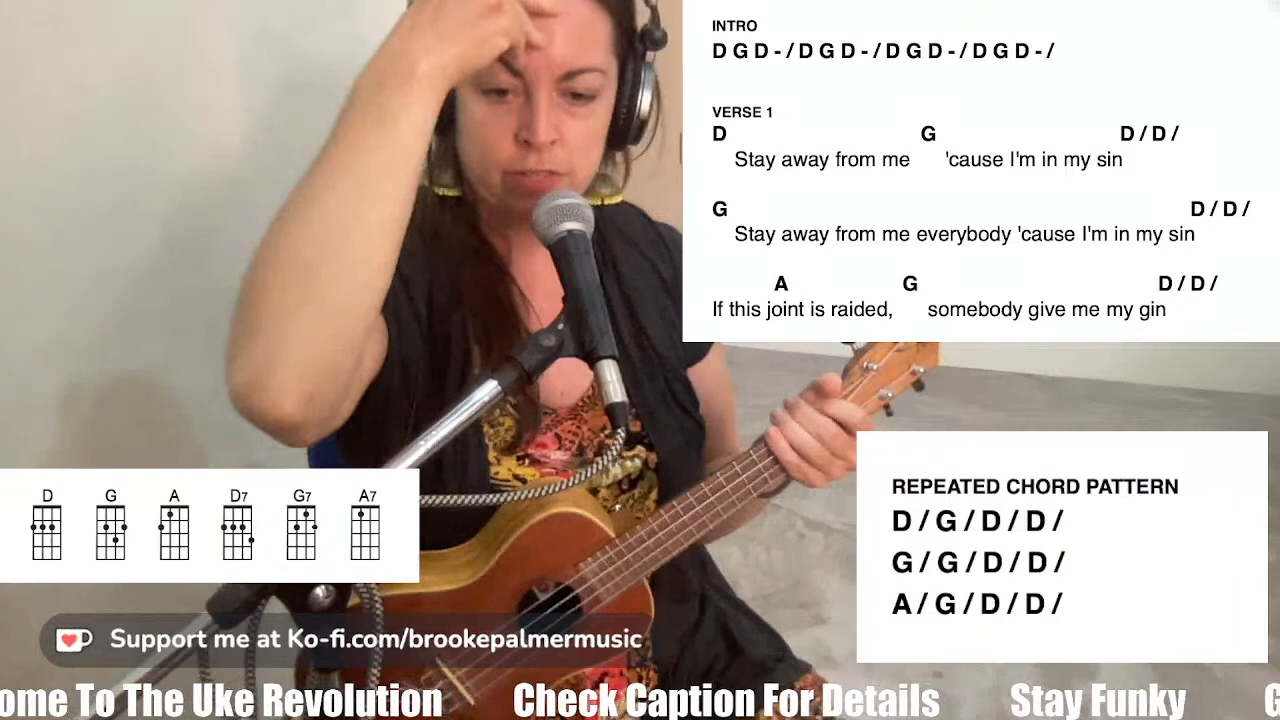 INTRO
D G D - / D G D - / D G D - / D G D - /
VERSE 1
D G D / D /
Stay away from me 'cause I'm in my sin
G D / D /
Stay away from me everybody 'cause I'm in my sin
A G D / D /
If this joint is raided, somebody give me my gin
D G A D7 G7 A7
REPEATED CHORD PATTERN
D / G / D / D /
G / G / D / D /
A / G / D / D /
Support me at Ko-fi.com/brookepalmermusic
ome To The Uke Revolution Check Caption For Details Stay Funky